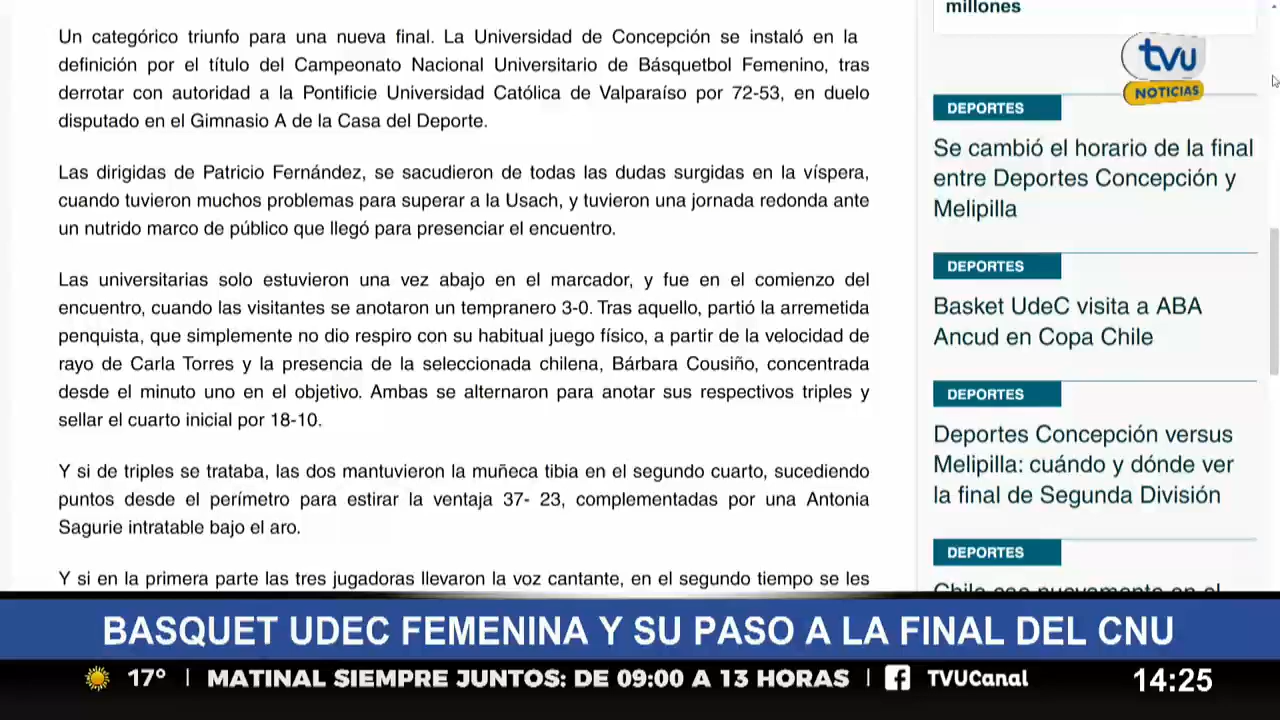 Un categórico triunfo para una nueva final. La Universidad de Concepción se instaló en la
definición por el título del Campeonato Nacional Universitario de Básquetbol Femenino, tras
derrotar con autoridad a la Pontificie Universidad Católica de Valparaíso por 72-53, en duelo
disputado en el Gimnasio A de la Casa del Deporte.
Las dirigidas de Patricio Fernández, se sacudieron de todas las dudas surgidas en la víspera,
cuando tuvieron muchos problemas para superar a la Usach, y tuvieron una jornada redonda ante
un nutrido marco de público que llegó para presenciar el encuentro.
Las universitarias solo estuvieron una vez abajo en el marcador, y fue en el comienzo del
encuentro, cuando las visitantes se anotaron un tempranero 3-0. Tras aquello, partió la arremetida
penquista, que simplemente no dio respiro con su habitual juego físico, a partir de la velocidad de
rayo de Carla Torres y la presencia de la seleccionada chilena, Bárbara Cousiño, concentrada
desde el minuto uno en el objetivo. Ambas se alternaron para anotar sus respectivos triples y
sellar el cuarto inicial por 18-10.
Y si de triples se trataba, las dos mantuvieron la muñeca tibia en el segundo cuarto, sucediendo
puntos desde el perímetro para estirar la ventaja 37- 23, complementadas por una Antonia
Sagurie intratable bajo el aro.
Y si en la primera parte las tres jugadoras llevaron la voz cantante, en el segundo tiempo se les
millones
tvu
NOTICIAS
DEPORTES
Se cambió el horario de la final
entre Deportes Concepción y
Melipilla
DEPORTES
Basket UdeC visita a ABA
Ancud en Copa Chile
DEPORTES
Deportes Concepción versus
Melipilla: cuándo y dónde ver
la final de Segunda División
DEPORTES
Chile cae nuevamente en el
BASQUET UDEC FEMENINA Y SU PASO A LA FINAL DEL CNU
17° | MATINAL SIEMPRE JUNTOS: DE 09:00 A 13 HORAS | TVUCanal 14:25